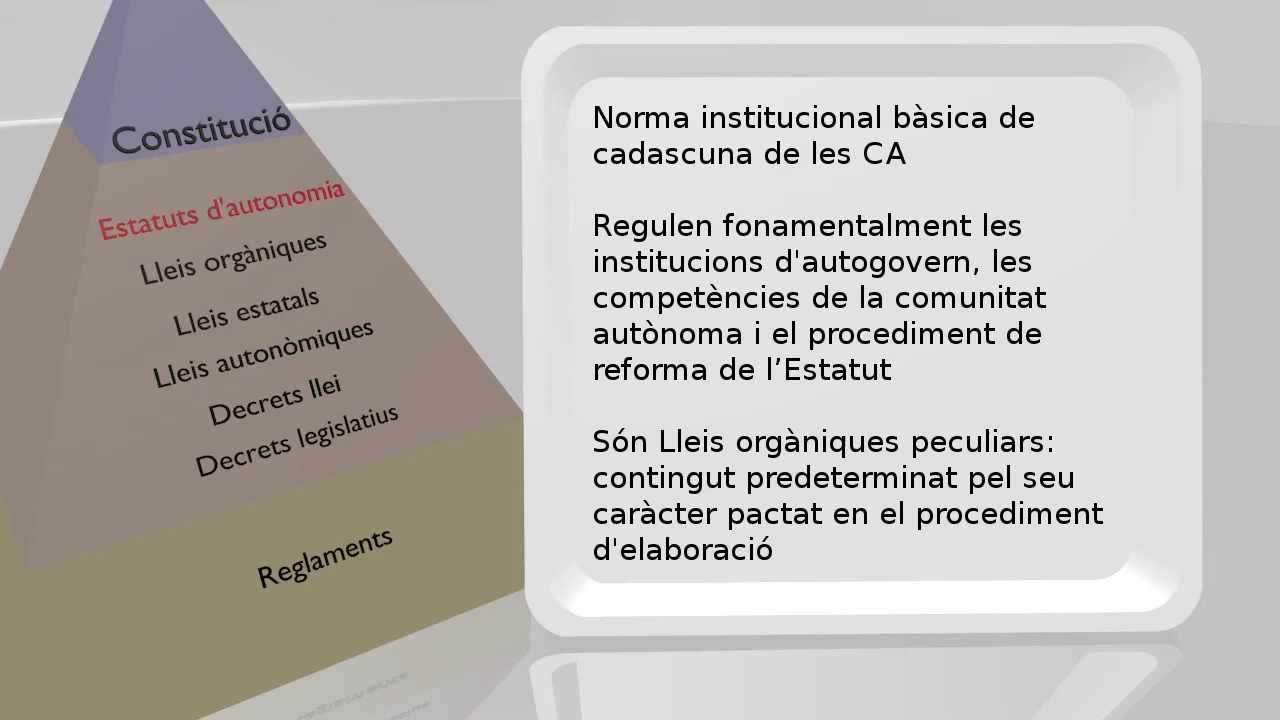 Constitució
Estatuts d'autonomia
Lleis orgàniques
Lleis estatals
Lleis autonòmiques
Decrets llei
Decrets legislatius
Reglaments
Norma institucional bàsica de
cadascuna de les CA
Regulen fonamentalment les
institucions d'autogovern, les
competències de la comunitat
autònoma i el procediment de
reforma de l’Estatut
Són Lleis orgàniques peculiars:
contingut predeterminat pel seu
caràcter pactat en el procediment
d'elaboració